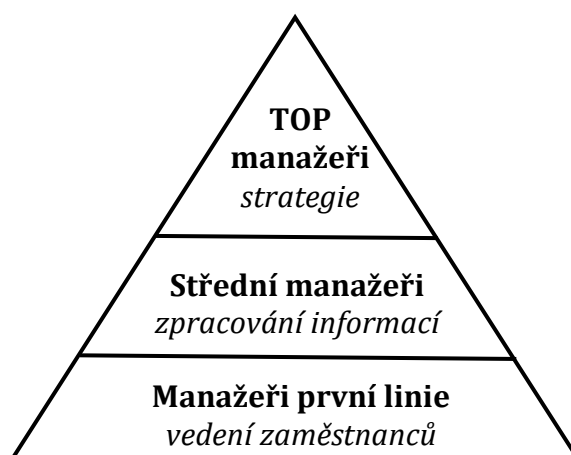 TOP
manažeři
strategie
Střední manažeři
zpracování informací
Manažeři první linie
vedení zaměstnanců